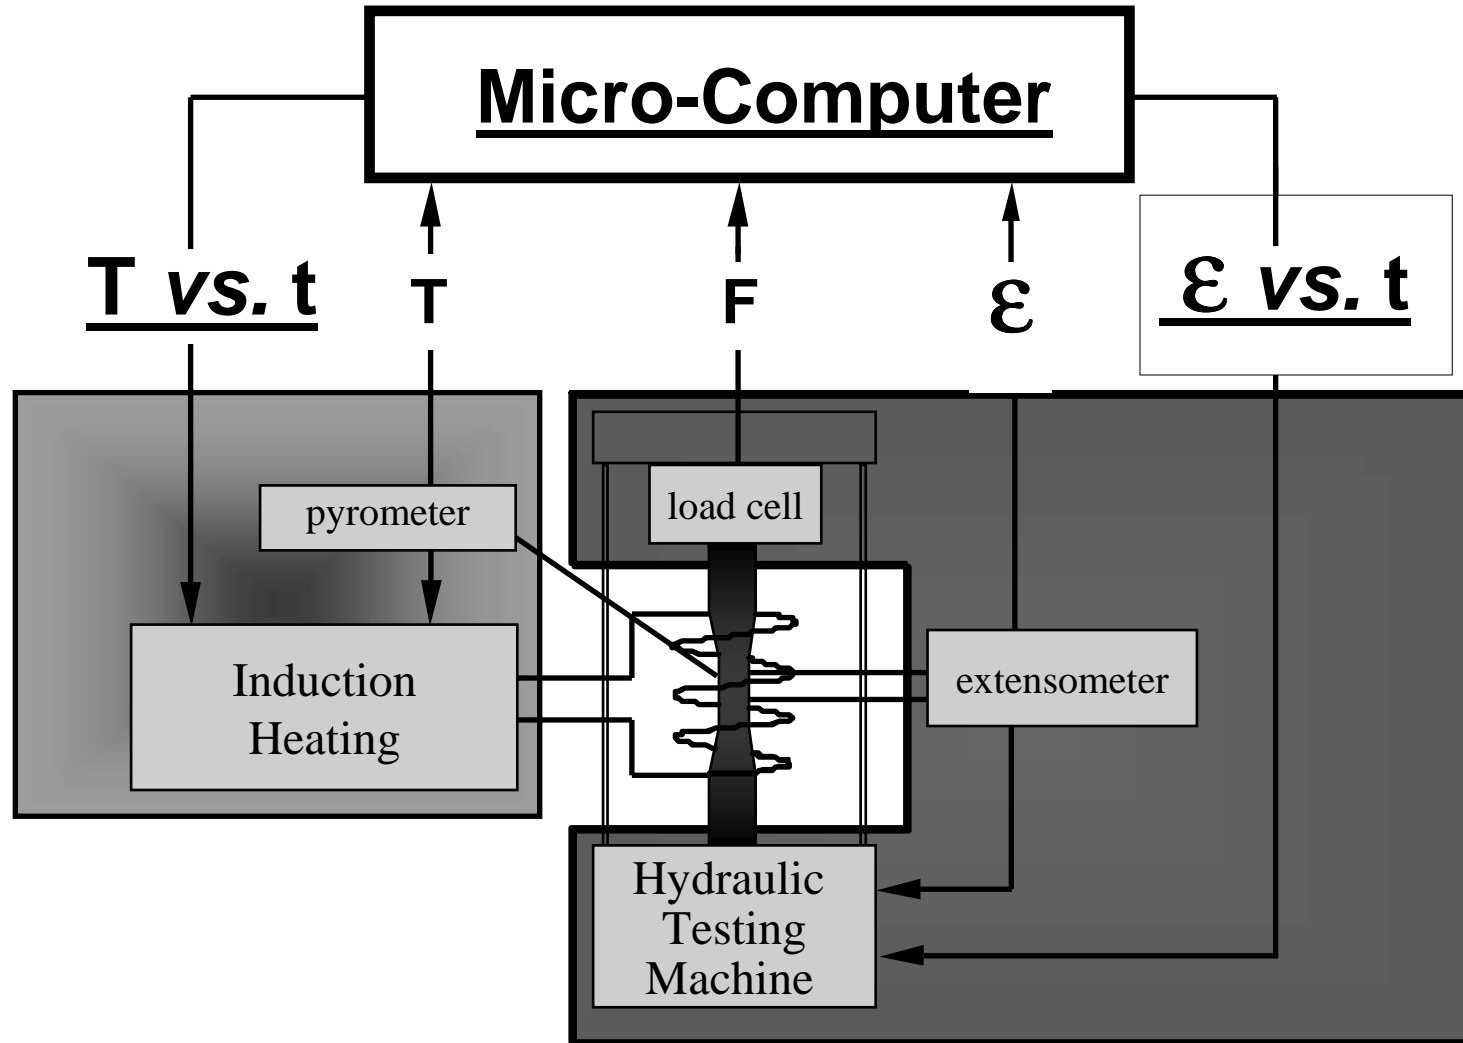 Micro-Computer
T vs. t
T
F
ε
ε vs. t
pyrometer
load cell
Induction
Heating
extensometer
Hydraulic
Testing
Machine